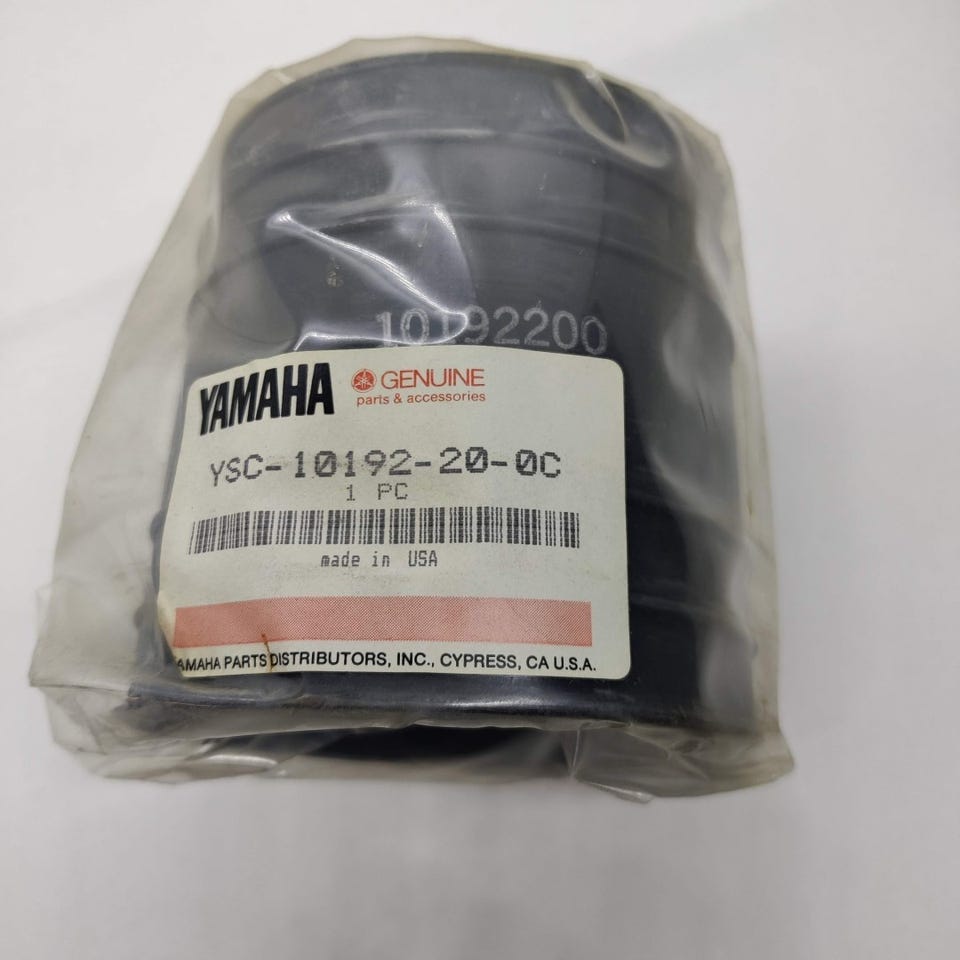 10192200
YAMAHA
GENUINE
parts & accessories
YSC-10192-20-0C
1 PC
made in USA
YAMAHA PARTS DISTRIBUTORS, INC., CYPRESS, CA U.S.A.